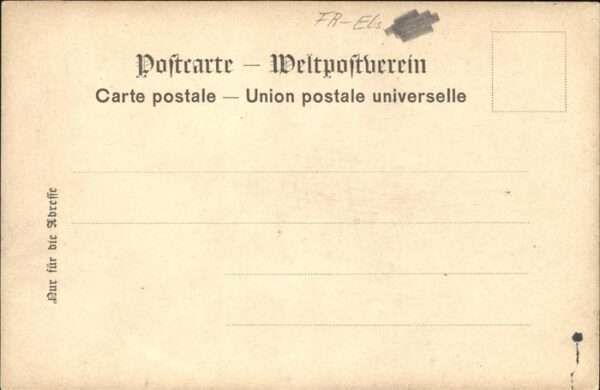 FR-Els
Postcarte — Weltpostverein
Carte postale — Union postale universelle
Nur für die Adresse